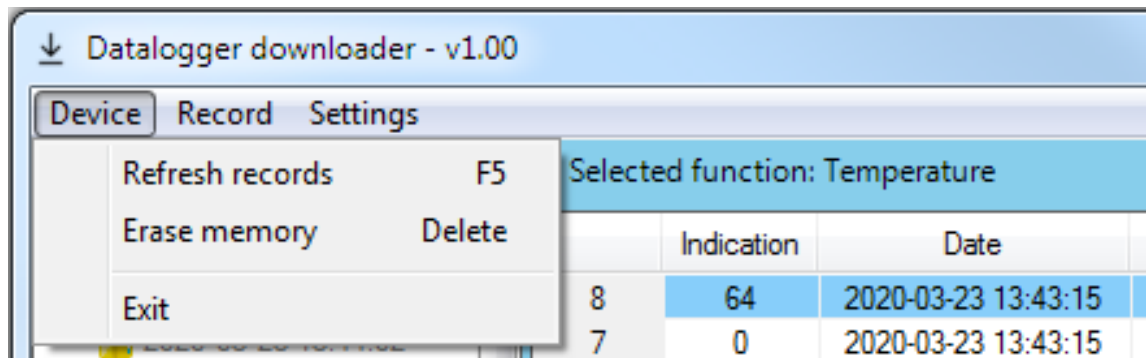 Datalogger downloader - v1.00
Device Record Settings
Refresh records F5
Erase memory Delete
Exit
Selected function: Temperature
Indication Date
8 64 2020-03-23 13:43:15
7 0 2020-03-23 13:43:15